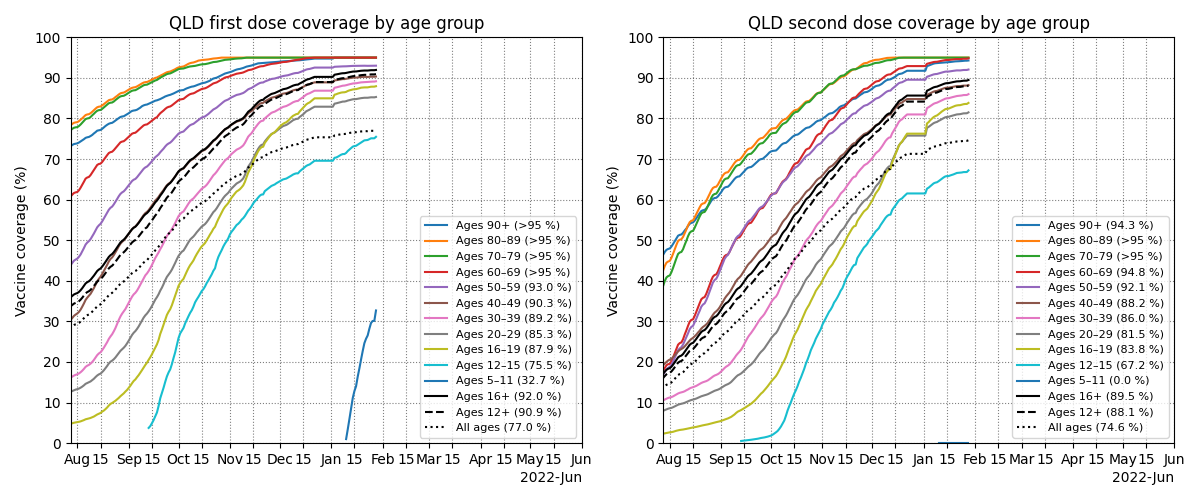 QLD first dose coverage by age group
Vaccine coverage (%)
100
90
80
70
60
50
40
30
20
10
0
Ages 90+ (>95 %)
Ages 80–89 (>95 %)
Ages 70–79 (>95 %)
Ages 60–69 (>95 %)
Ages 50–59 (93.0 %)
Ages 40–49 (90.3 %)
Ages 30–39 (89.2 %)
Ages 20–29 (85.3 %)
Ages 16–19 (87.9 %)
Ages 12–15 (75.5 %)
Ages 5–11 (32.7 %)
Ages 16+ (92.0 %)
Ages 12+ (90.9 %)
All ages (77.0 %)
Aug 15 Sep 15 Oct 15 Nov 15 Dec 15 Jan 15 Feb 15 Mar 15 Apr 15 May 15 Jun
2022-Jun
QLD second dose coverage by age group
Vaccine coverage (%)
100
90
80
70
60
50
40
30
20
10
0
Ages 90+ (94.3 %)
Ages 80–89 (>95 %)
Ages 70–79 (>95 %)
Ages 60–69 (94.8 %)
Ages 50–59 (92.1 %)
Ages 40–49 (88.2 %)
Ages 30–39 (86.0 %)
Ages 20–29 (81.5 %)
Ages 16–19 (83.8 %)
Ages 12–15 (67.2 %)
Ages 5–11 (0.0 %)
Ages 16+ (89.5 %)
Ages 12+ (88.1 %)
All ages (74.6 %)
Aug 15 Sep 15 Oct 15 Nov 15 Dec 15 Jan 15 Feb 15 Mar 15 Apr 15 May 15 Jun
2022-Jun